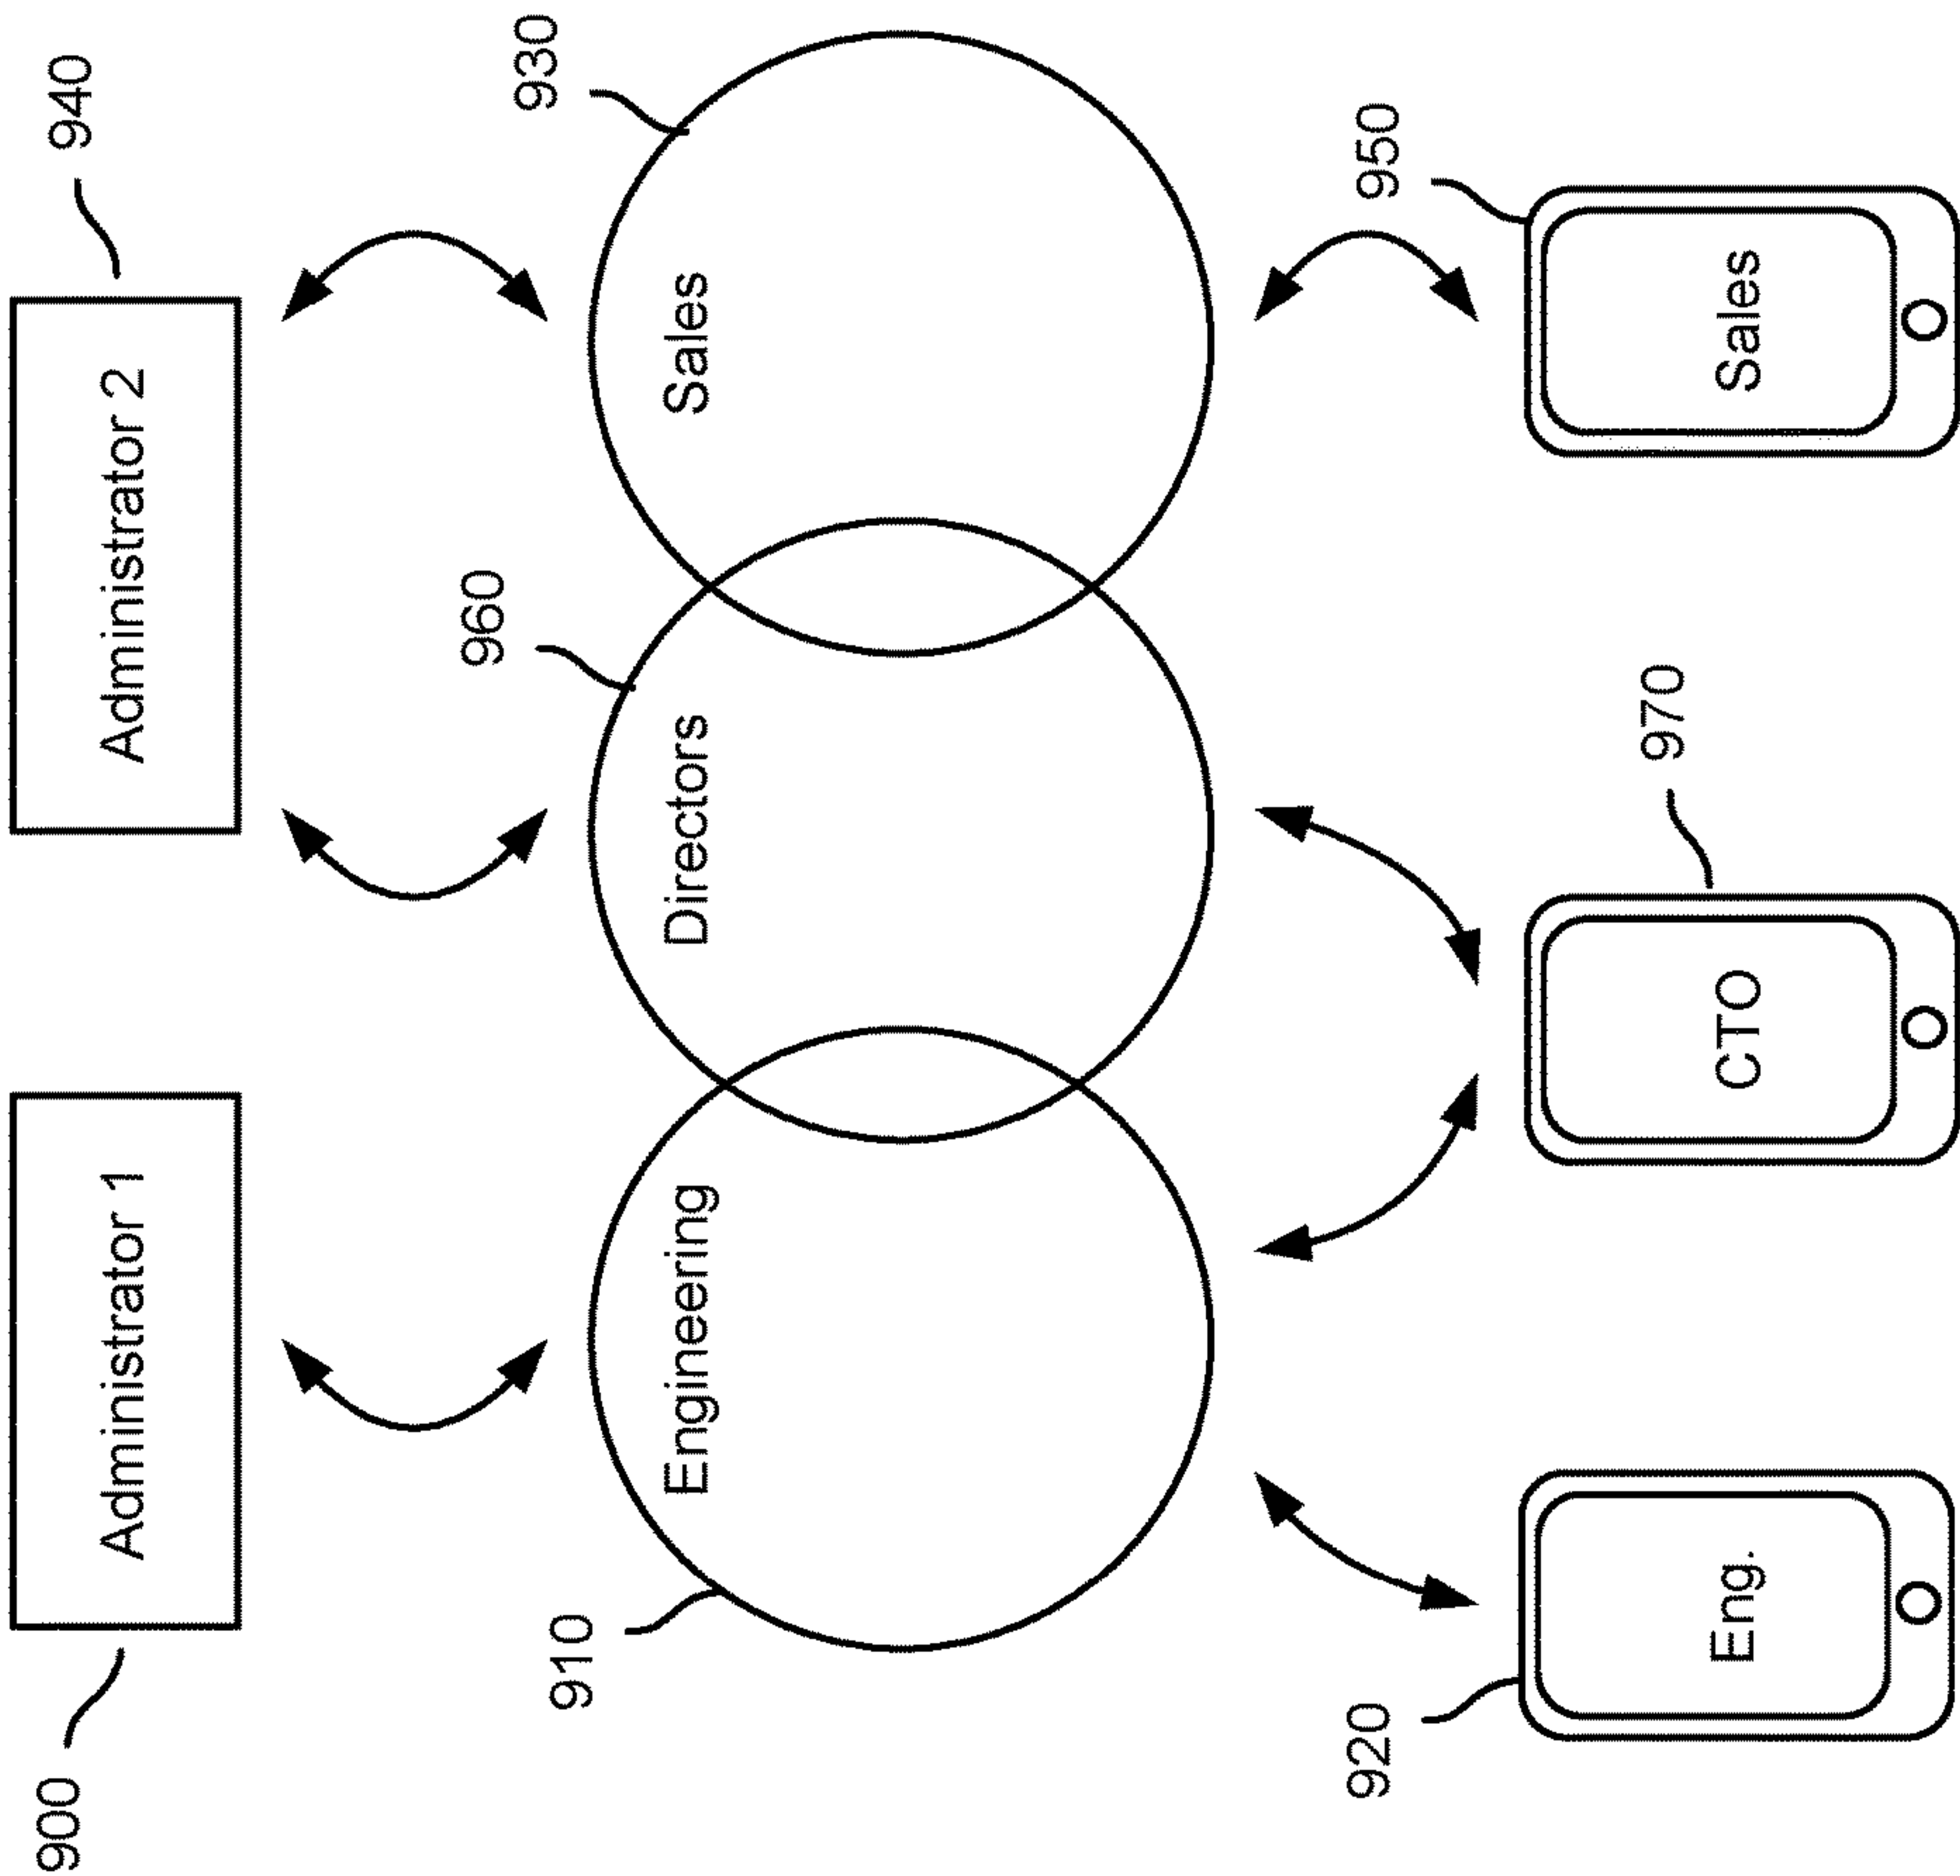 900
Administrator 1
Administrator 2
940
910
Engineering
960
Directors
Sales
930
920
Eng.
CTO
970
Sales
950